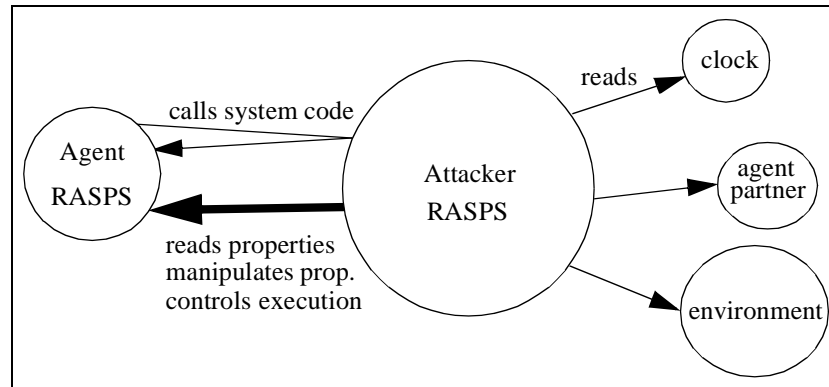 calls system code
Agent
RASPS
reads properties
manipulates prop.
controls execution
Attacker
RASPS
reads
clock
agent
partner
environment